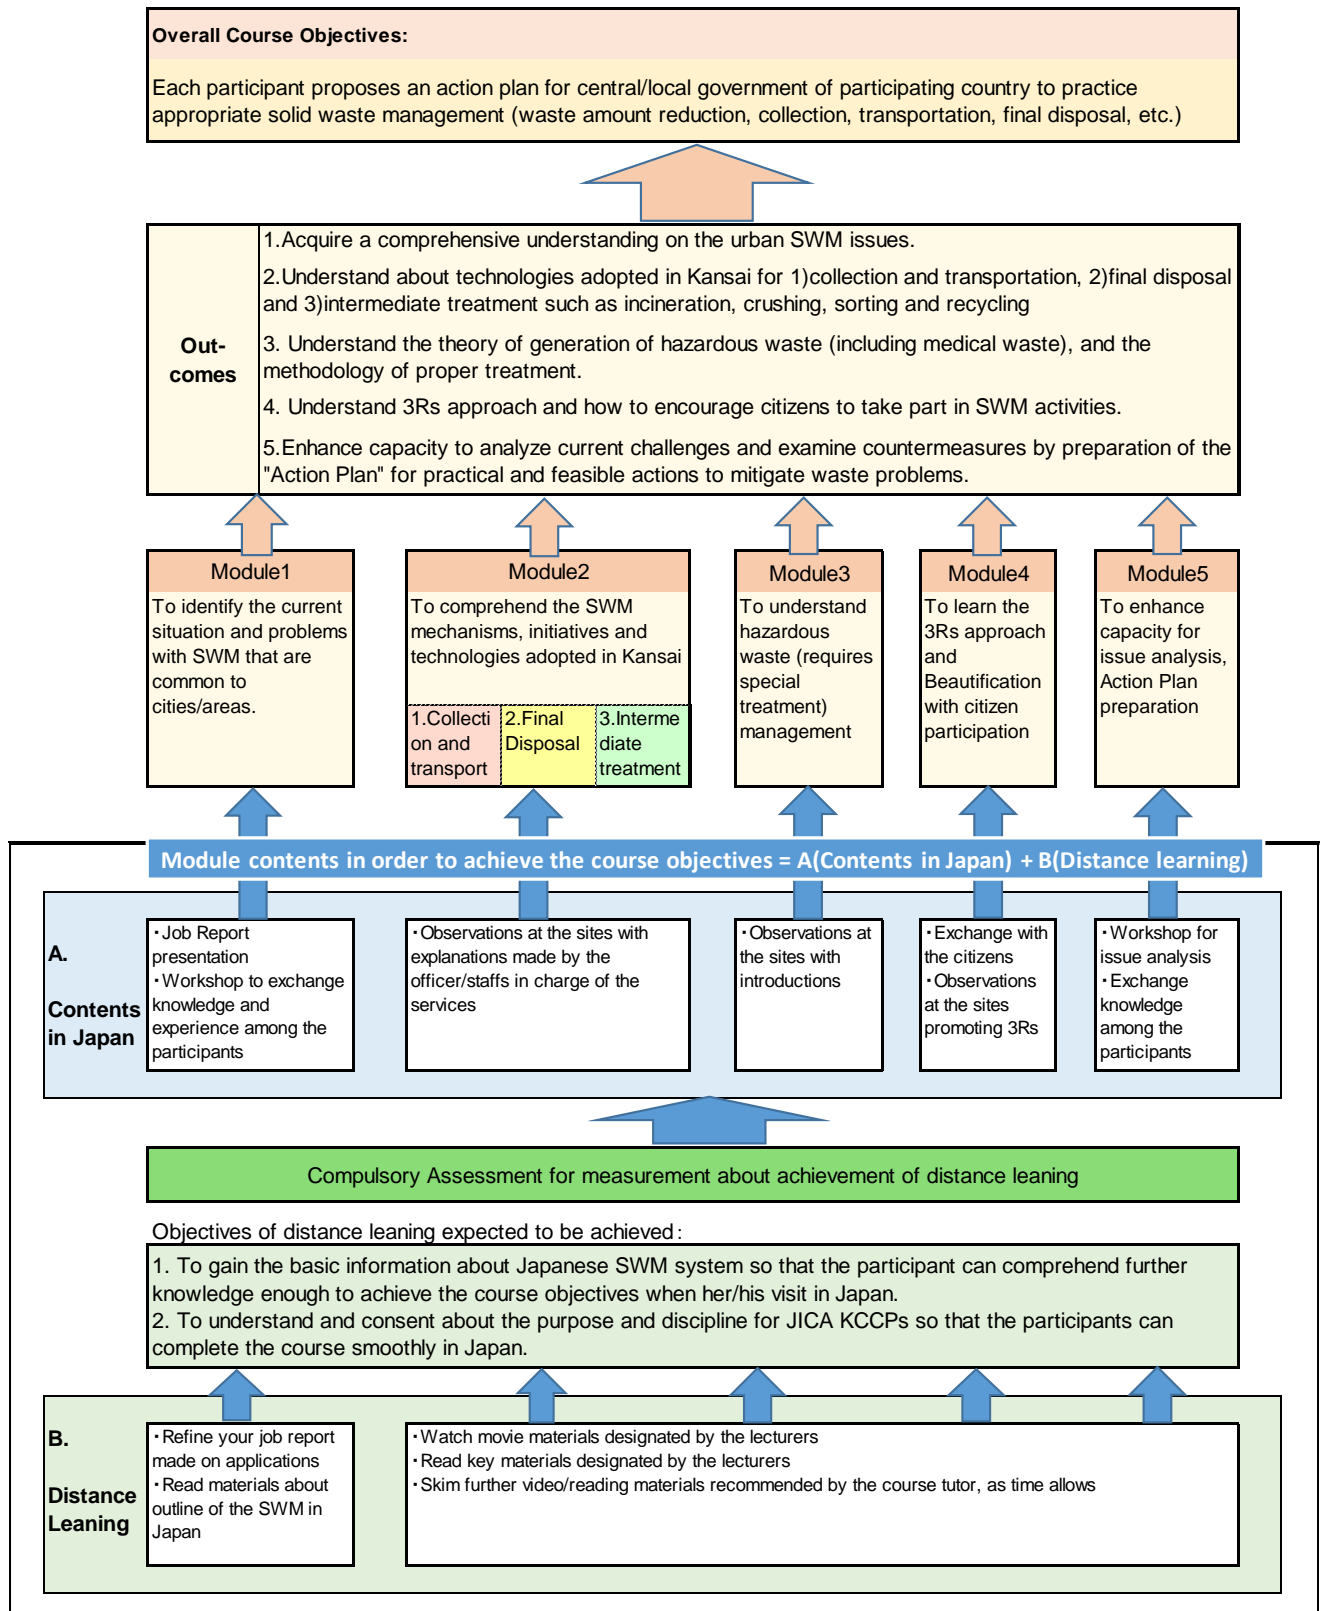 Overall Course Objectives:
Each participant proposes an action plan for central/local government of participating country to practice
appropriate solid waste management (waste amount reduction, collection, transportation, final disposal, etc.)
Out-
comes
1.Acquire a comprehensive understanding on the urban SWM issues.
2.Understand about technologies adopted in Kansai for 1)collection and transportation, 2)final disposal
and 3)intermediate treatment such as incineration, crushing, sorting and recycling
3. Understand the theory of generation of hazardous waste (including medical waste), and the
methodology of proper treatment.
4. Understand 3Rs approach and how to encourage citizens to take part in SWM activities.
5.Enhance capacity to analyze current challenges and examine countermeasures by preparation of the
"Action Plan" for practical and feasible actions to mitigate waste problems.
Module1
To identify the current
situation and problems
with SWM that are
common to
cities/areas.
Module2
To comprehend the SWM
mechanisms, initiatives and
technologies adopted in Kansai
1.Collecti
on and
transport
2.Final
Disposal
3.Interme
diate
treatment
Module3
To understand
hazardous
waste (requires
special
treatment)
management
Module4
To learn the
3Rs approach
and
Beautification
with citizen
participation
Module5
To enhance
capacity for
issue analysis,
Action Plan
preparation
Module contents in order to achieve the course objectives = A(Contents in Japan) + B(Distance learning)
A.
Contents
in Japan
・Job Report
presentation
・Workshop to exchange
knowledge and
experience among the
participants
・Observations at the sites with
explanations made by the
officer/staffs in charge of the
services
・Observations at
the sites with
introductions
・Exchange with
the citizens
・Observations
at the sites
promoting 3Rs
・Workshop for
issue analysis
・Exchange
knowledge
among the
participants
Compulsory Assessment for measurement about achievement of distance leaning
Objectives of distance leaning expected to be achieved：
1. To gain the basic information about Japanese SWM system so that the participant can comprehend further
knowledge enough to achieve the course objectives when her/his visit in Japan.
2. To understand and consent about the purpose and discipline for JICA KCCPs so that the participants can
complete the course smoothly in Japan.
B.
Distance
Leaning
・Refine your job report
made on applications
・Read materials about
outline of the SWM in
Japan
・Watch movie materials designated by the lecturers
・Read key materials designated by the lecturers
・Skim further video/reading materials recommended by the course tutor, as time allows